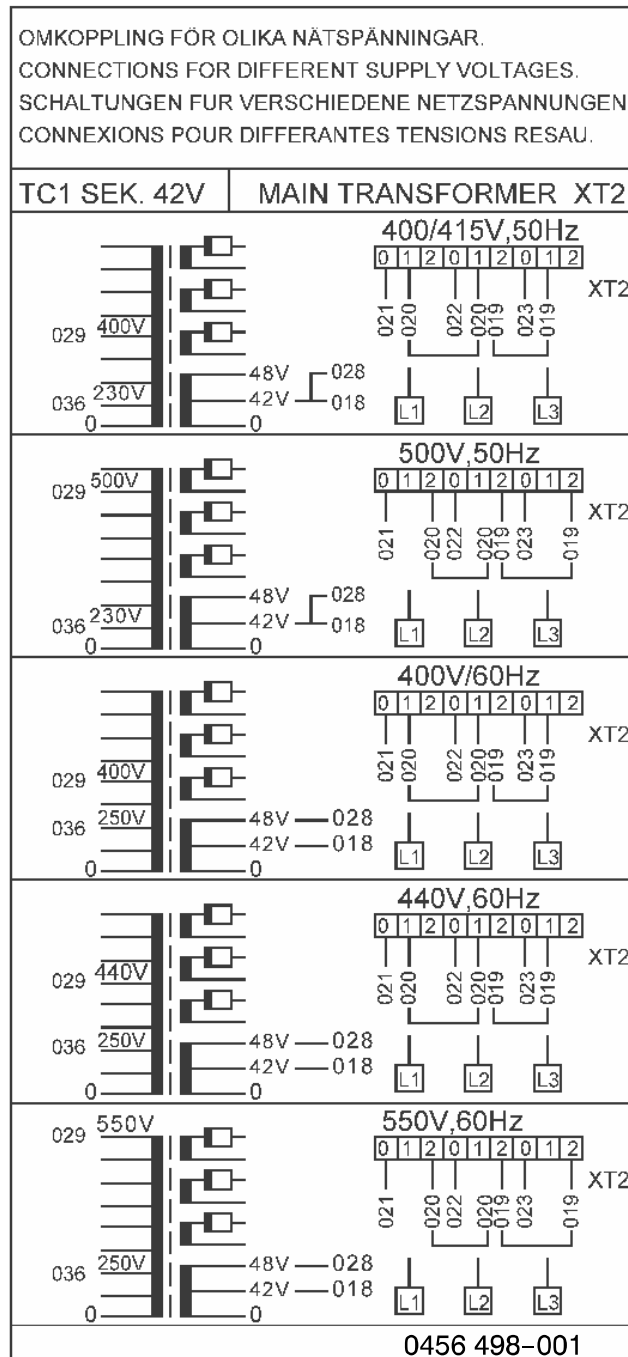 OMKOPPLING FÖR OLIKA NÄTSPÄNNINGAR.
CONNECTIONS FOR DIFFERENT SUPPLY VOLTAGES.
SCHALTUNGEN FUR VERSCHIEDENE NETZSPANNUNGEN
CONNEXIONS POUR DIFFERANTES TENSIONS RESAU.
TC1 SEK. 42V MAIN TRANSFORMER XT2
400/415V,50Hz
0 1 2 0 1 2 0 1 2
XT2
021 020 022 020 019 023 019
029 400V
48V 028
036 230V
42V 018
0 0
L1 L2 L3
500V,50Hz
0 1 2 0 1 2 0 1 2
029 500V
XT2
021 020 022 020 019 023 019
48V 028
036 230V
42V 018
0 0
L1 L2 L3
400V/60Hz
0 1 2 0 1 2 0 1 2
XT2
021 020 022 020 019 023 019
029 400V
036 250V
48V 028
42V 018
0 0
L1 L2 L3
440V,60Hz
0 1 2 0 1 2 0 1 2
XT2
029 440V
021 020 022 020 019 023 019
036 250V
48V 028
42V 018
0 0
L1 L2 L3
029 550V
550V,60Hz
0 1 2 0 1 2 0 1 2
XT2
021 020 022 020 019 023 019
036 250V
48V 028
42V 018
0 0
L1 L2 L3
0456 498-001